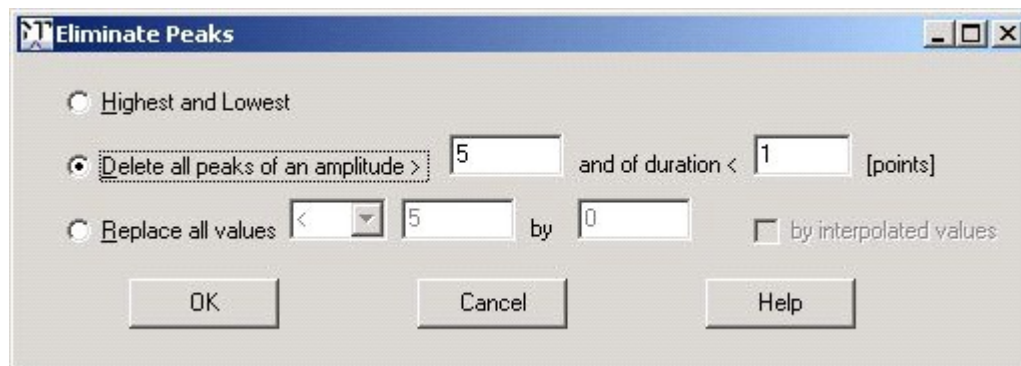 Eliminate Peaks
Highest and Lowest
Delete all peaks of an amplitude > 5 and of duration < 1 [points]
Replace all values < 5 by 0 by interpolated values
OK Cancel Help